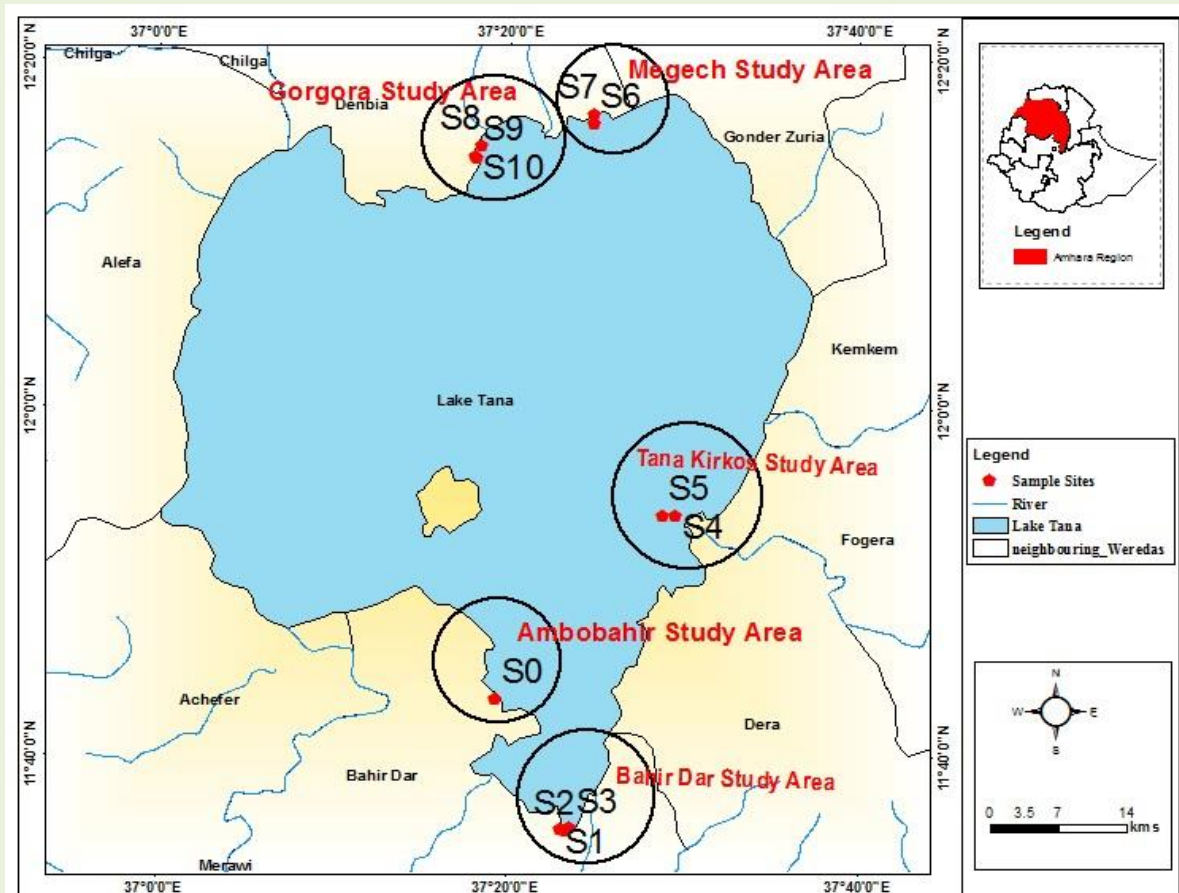 37°0'0"E 37°20'0"E 37°40'0"E
12°20'0"N
12°20'0"N
Chilga
Chilga
Megech Study Area
Gorgora Study Area
Denbia
S7
S6
S8
S9
S10
Gonder Zuria
Alefa
Kemkem
Lake Tana
12°0'0"N
12°0'0"N
Tana Kirkos Study Area
S5
S4
Fogera
Ambobahir Study Area
S0
Achefer
Dera
11°40'0"N
11°40'0"N
Bahir Dar
Bahir Dar Study Area
S2
S3
S1
Merawi
37°0'0"E 37°20'0"E 37°40'0"E
Legend
Amhara Region
Legend
Sample Sites
River
Lake Tana
neighbouring_Weredas
N
W E
S
0 3.5 7 14
kms